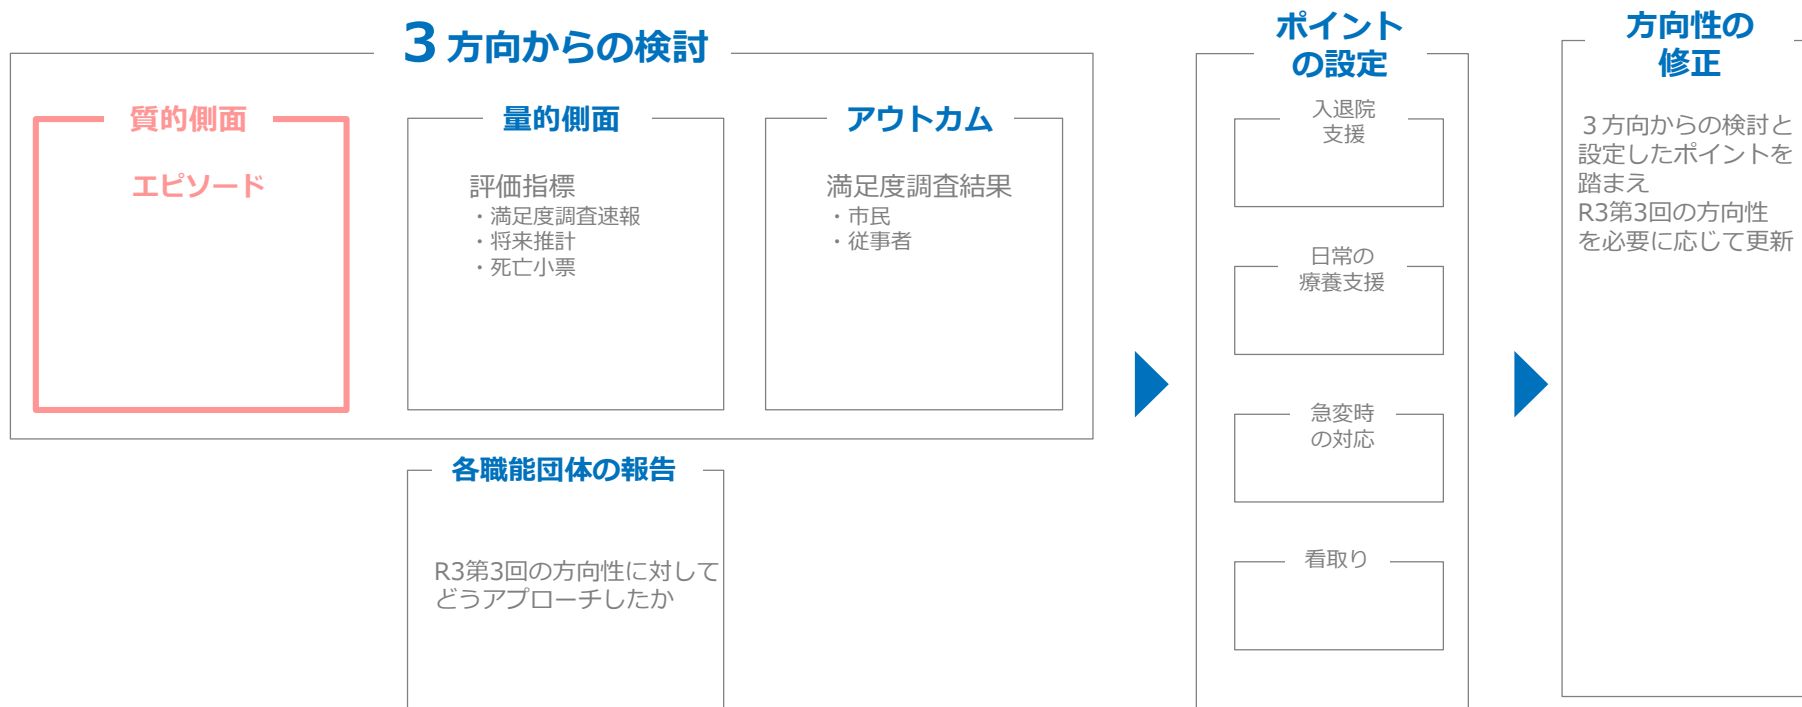 3方向からの検討
質的側面
エピソード
量的側面
評価指標
・満足度調査速報
・将来推計
・死亡小票
アウトカム
満足度調査結果
・市民
・従事者
各職能団体の報告
R3第3回の方向性に対して
どうアプローチしたか
ポイント
の設定
入退院
支援
日常の
療養支援
急変時
の対応
看取り
方向性の
修正
３方向からの検討と
設定したポイントを
踏まえ
R3第3回の方向性
を必要に応じて更新